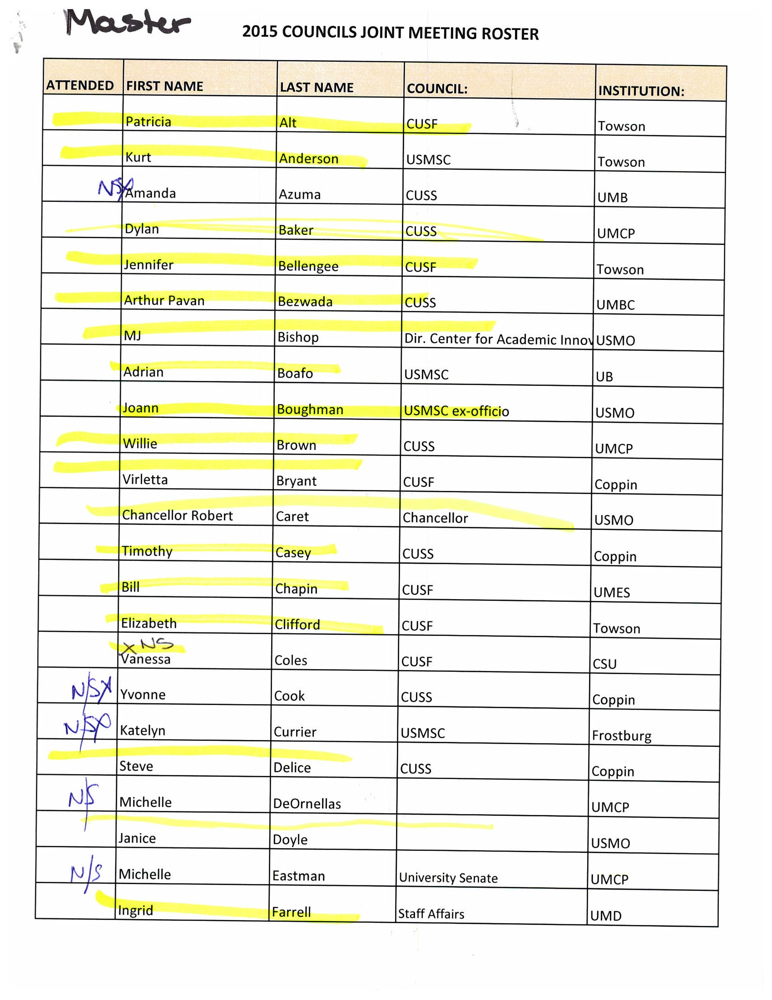 Master
2015 COUNCILS JOINT MEETING ROSTER
ATTENDED FIRST NAME LAST NAME COUNCIL: INSTITUTION:
Patricia Alt CUSF Towson
Kurt Anderson USMSC Towson
NSX Amanda Azuma CUSS UMB
Dylan Baker CUSS UMCP
Jennifer Bellengee CUSF Towson
Arthur Pavan Bezwada CUSS UMBC
MJ Bishop Dir. Center for Academic Innov USMO
Adrian Boafo USMSC UB
Joann Boughman USMSC ex-officio USMO
Willie Brown CUSS UMCP
Virletta Bryant CUSF Coppin
Chancellor Robert Caret Chancellor USMO
Timothy Casey CUSS Coppin
Bill Chapin CUSF UMES
Elizabeth Clifford CUSF Towson
X NS
Vanessa Coles CUSF CSU
N/SX Yvonne Cook CUSS Coppin
N/SX Katelyn Currier USMSC Frostburg
Steve Delice CUSS Coppin
N/S Michelle DeOrnellas UMCP
Janice Doyle USMO
N/S Michelle Eastman University Senate UMCP
Ingrid Farrell Staff Affairs UMD